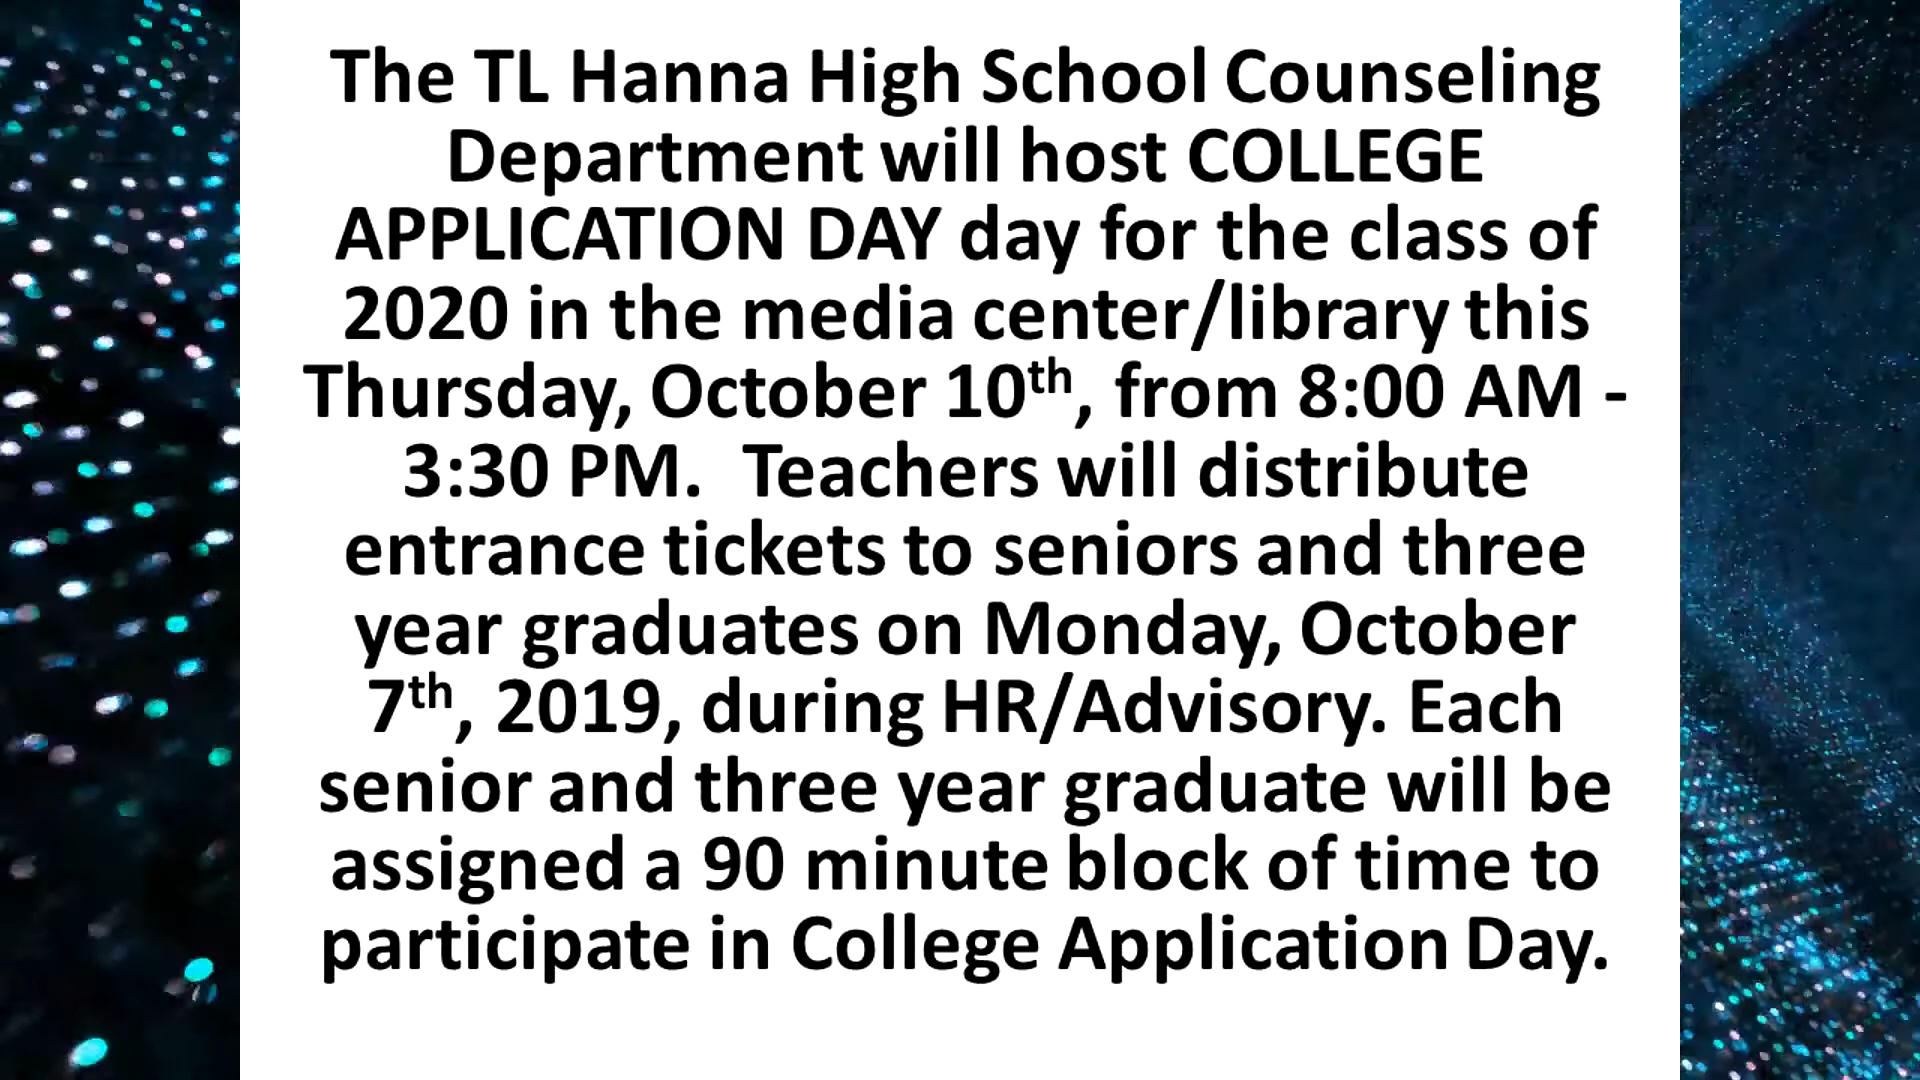 The TL Hanna High School Counseling
Department will host COLLEGE
APPLICATION DAY day for the class of
2020 in the media center/library this
Thursday, October 10th, from 8:00 AM -
3:30 PM.  Teachers will distribute
entrance tickets to seniors and three
year graduates on Monday, October
7th, 2019, during HR/Advisory. Each
senior and three year graduate will be
assigned a 90 minute block of time to
participate in College Application Day.